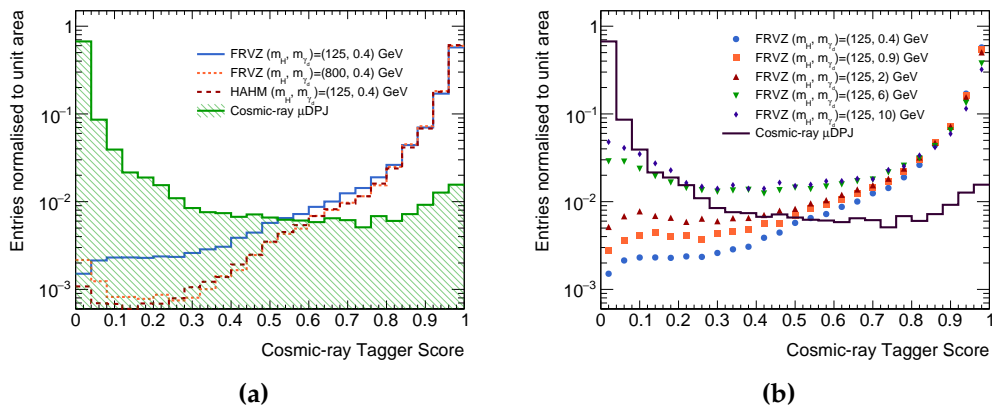 Entries normalised to unit area
1
10⁻¹
10⁻²
10⁻³
FRVZ (m_H, m_γd)=(125, 0.4) GeV
FRVZ (m_H, m_γd)=(800, 0.4) GeV
HAHM (m_H, m_γd)=(125, 0.4) GeV
Cosmic-ray μDPJ
0 0.1 0.2 0.3 0.4 0.5 0.6 0.7 0.8 0.9 1
Cosmic-ray Tagger Score
(a)
Entries normalised to unit area
1
10⁻¹
10⁻²
10⁻³
FRVZ (m_H, m_γd)=(125, 0.4) GeV
FRVZ (m_H, m_γd)=(125, 0.9) GeV
FRVZ (m_H, m_γd)=(125, 2) GeV
FRVZ (m_H, m_γd)=(125, 6) GeV
FRVZ (m_H, m_γd)=(125, 10) GeV
Cosmic-ray μDPJ
0 0.1 0.2 0.3 0.4 0.5 0.6 0.7 0.8 0.9 1
Cosmic-ray Tagger Score
(b)